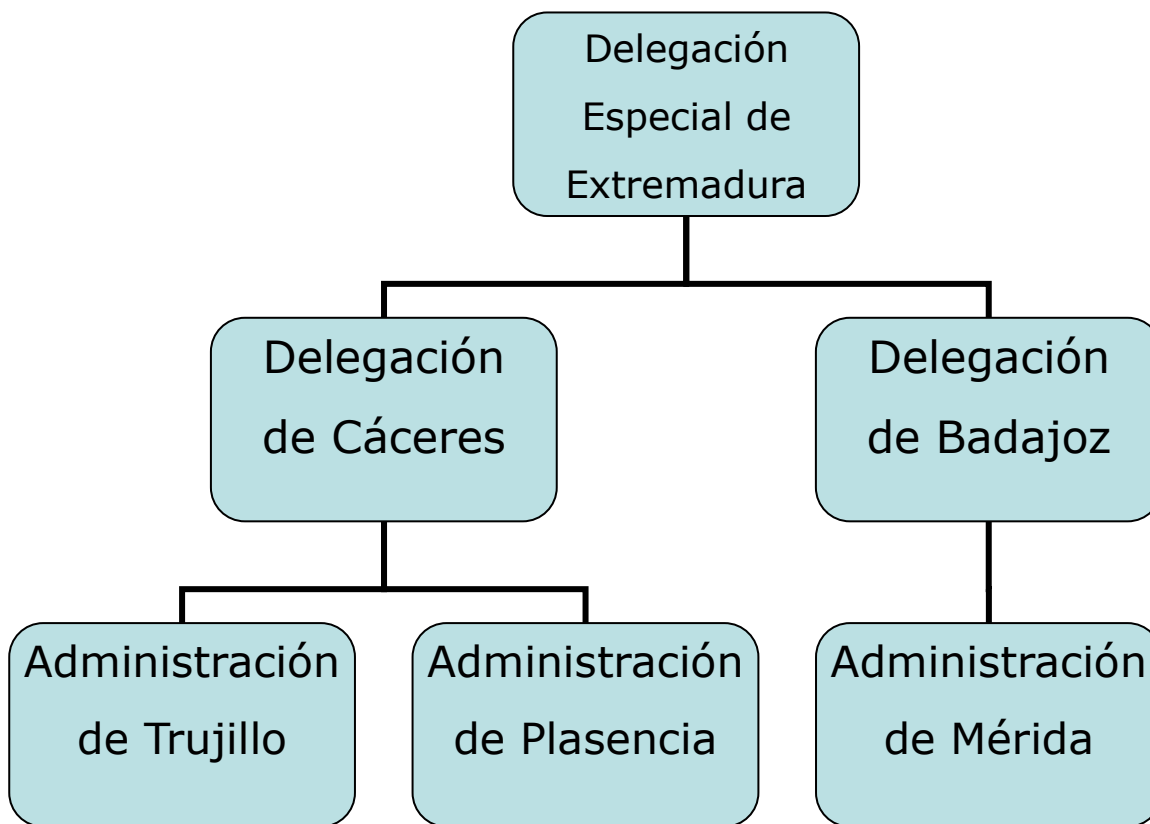 Delegación
Especial de
Extremadura
Delegación
de Cáceres
Delegación
de Badajoz
Administración
de Trujillo
Administración
de Plasencia
Administración
de Mérida